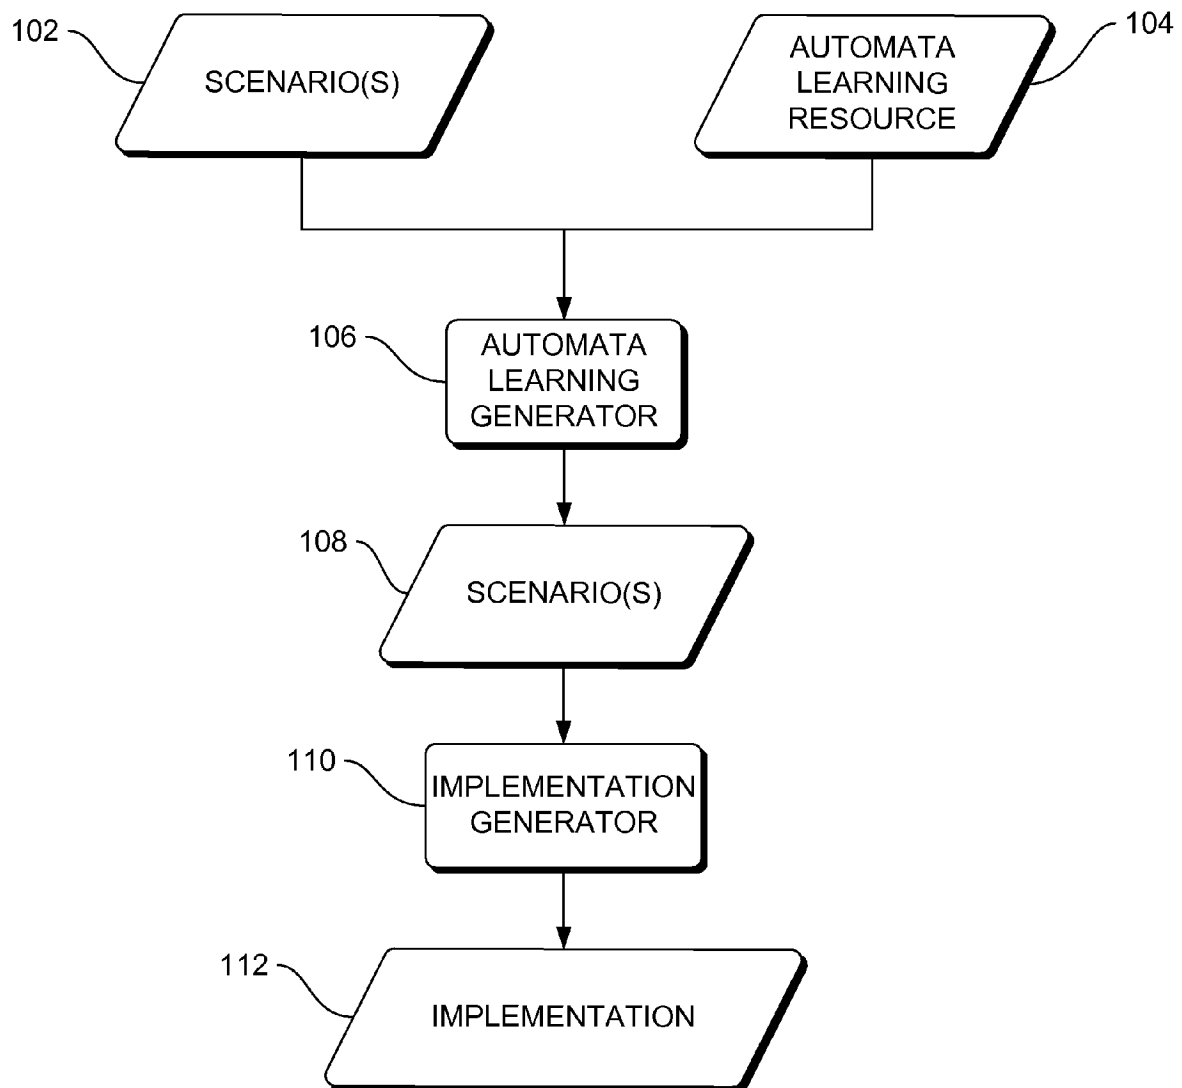 102
SCENARIO(S)
AUTOMATA
LEARNING
RESOURCE
104
106
AUTOMATA
LEARNING
GENERATOR
108
SCENARIO(S)
110
IMPLEMENTATION
GENERATOR
112
IMPLEMENTATION